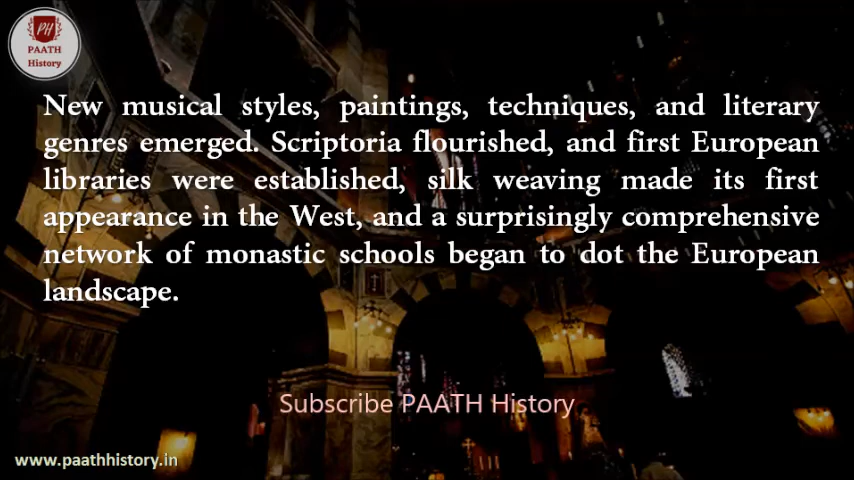 PH
PAATH
History
New musical styles, paintings, techniques, and literary
genres emerged. Scriptoria flourished, and first European
libraries were established, silk weaving made its first
appearance in the West, and a surprisingly comprehensive
network of monastic schools began to dot the European
landscape.
Subscribe PAATH History
www.paathhistory.in